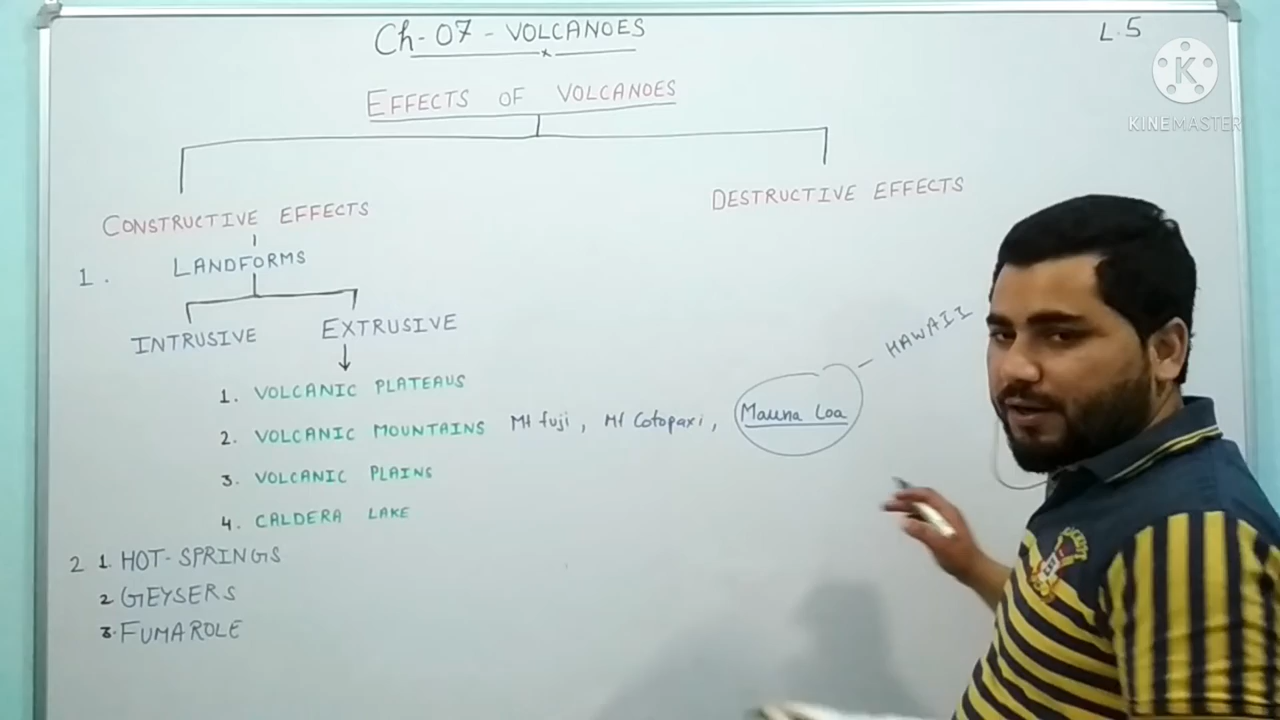 Ch-07 - VOLCANOES
L.5
K
KINEMASTER
EFFECTS OF VOLCANOES
CONSTRUCTIVE EFFECTS
DESTRUCTIVE EFFECTS
1. LANDFORMS
INTRUSIVE EXTRUSIVE
1. VOLCANIC PLATEAUS
2. VOLCANIC MOUNTAINS Mt fuji, Mt Cotopaxi, Mauna Loa - HAWAII
3. VOLCANIC PLAINS
4. CALDERA LAKE
2 1. HOT-SPRINGS
2 GEYSERS
3. FUMAROLE